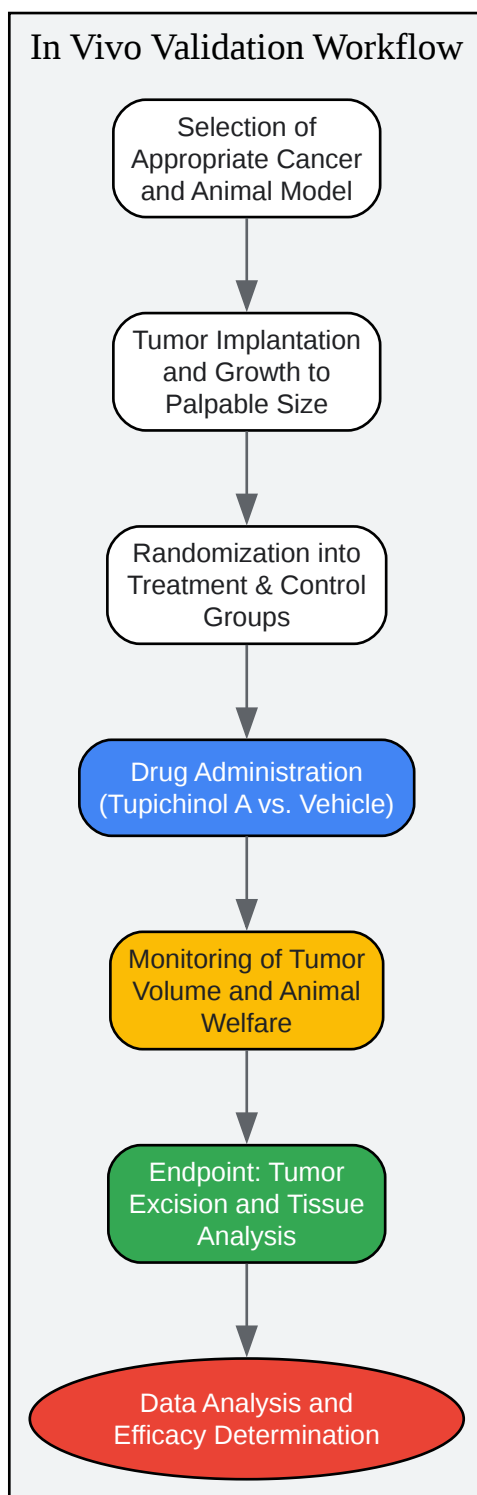 In Vivo Validation Workflow
Selection of
Appropriate Cancer
and Animal Model
Tumor Implantation
and Growth to
Palpable Size
Randomization into
Treatment & Control
Groups
Drug Administration
(Tupichinol A vs. Vehicle)
Monitoring of Tumor
Volume and Animal
Welfare
Endpoint: Tumor
Excision and Tissue
Analysis
Data Analysis and
Efficacy Determination